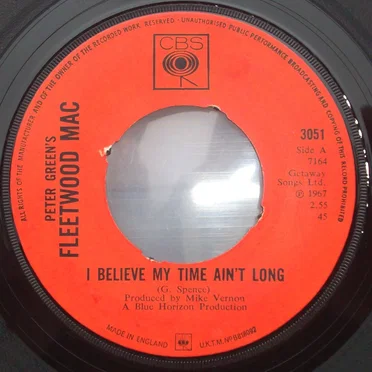 ALL RIGHTS OF THE MANUFACTURER AND OF THE OWNER OF THE RECORDED WORK RESERVED. UNAUTHORISED PUBLIC PERFORMANCE, BROADCASTING AND COPYING OF THIS RECORD PROHIBITED
CBS
PETER GREEN'S
FLEETWOOD MAC
3051
Side A
7164
Getaway
Songs Ltd.
℗ 1967
2.55
45
I BELIEVE MY TIME AIN'T LONG
(G. Spence)
Produced by Mike Vernon
A Blue Horizon Production
MADE IN ENGLAND
U.K.T.M. Nº